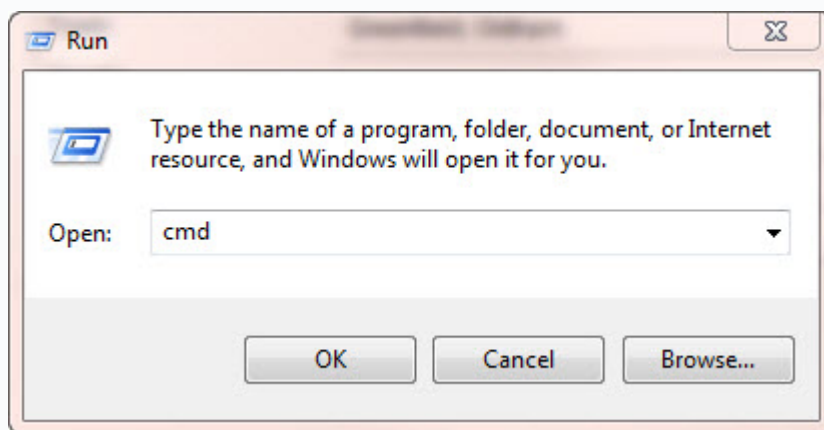 Run
Type the name of a program, folder, document, or Internet
resource, and Windows will open it for you.
Open: cmd
OK Cancel Browse...